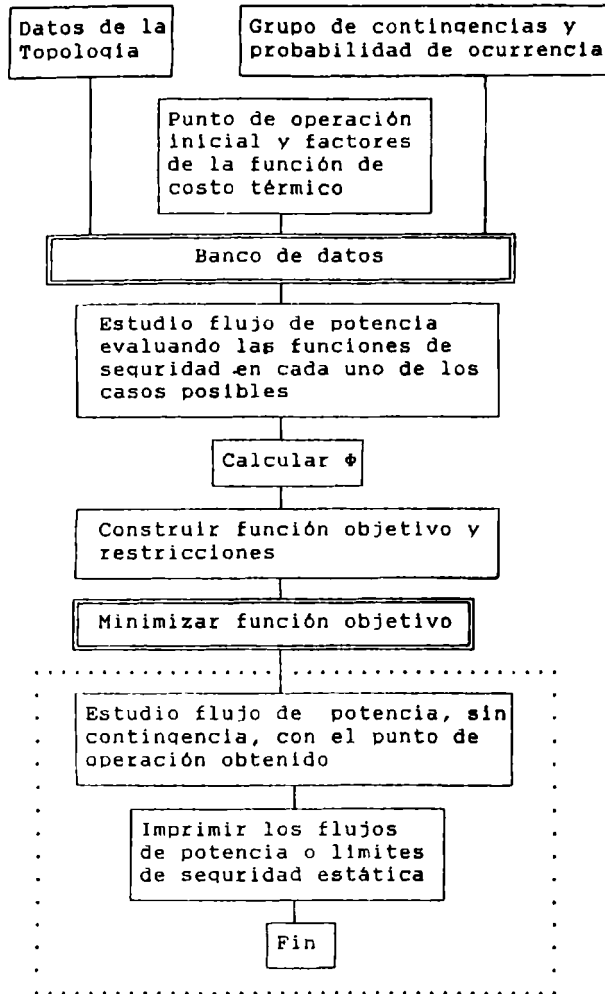 Datos de la
Topología
Grupo de contingencias y
probabilidad de ocurrencia
Punto de operación
inicial y factores
de la función de
costo térmico
Banco de datos
Estudio flujo de potencia
evaluando las funciones de
seguridad en cada uno de los
casos posibles
Calcular Φ
Construir función objetivo y
restricciones
Minimizar función objetivo
Estudio flujo de potencia, sin
contingencia, con el punto de
operación obtenido
Imprimir los flujos
de potencia o límites
de seguridad estática
Fin